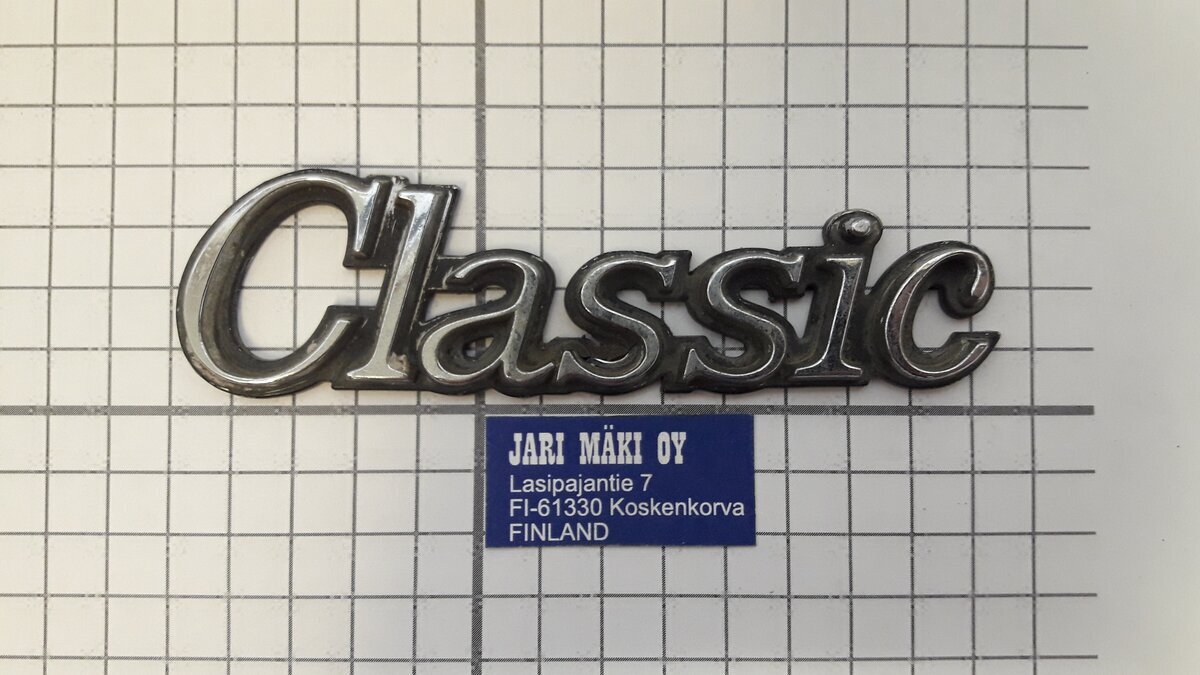 Classic
JARI MÄKI OY
Lasipajantie 7
FI-61330 Koskenkorva
FINLAND